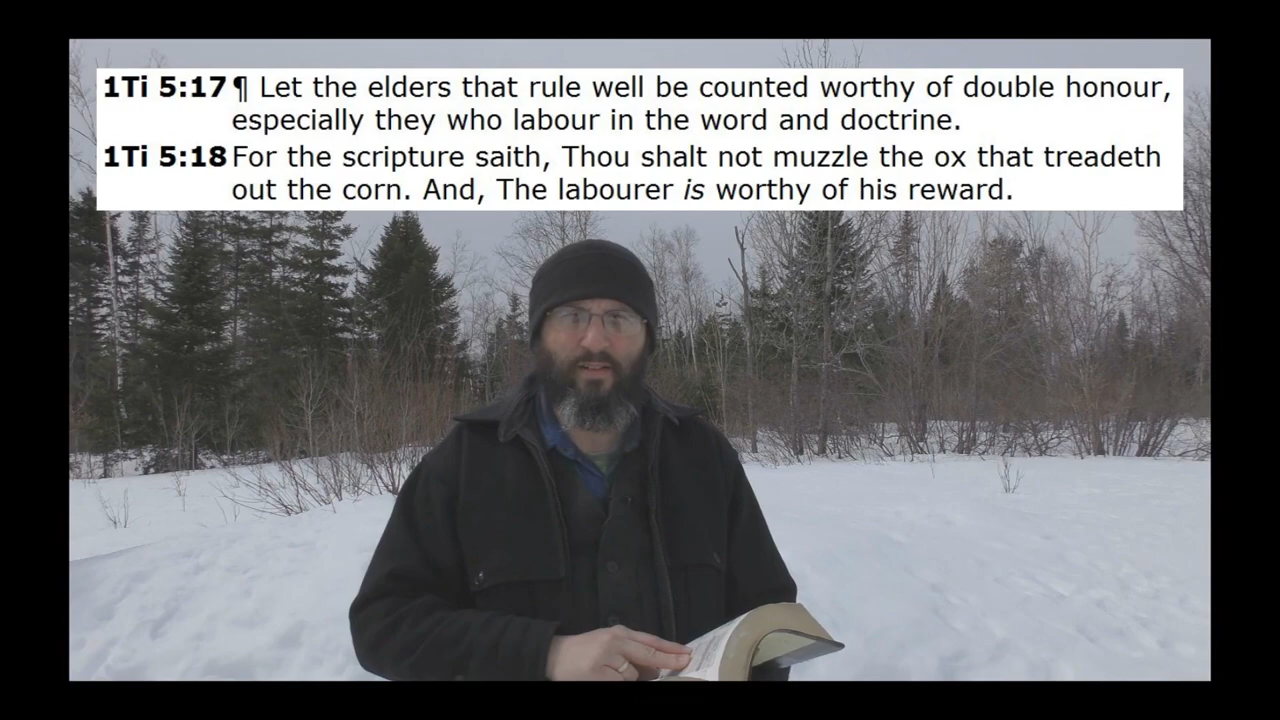 1Ti 5:17 ¶ Let the elders that rule well be counted worthy of double honour,
especially they who labour in the word and doctrine.
1Ti 5:18 For the scripture saith, Thou shalt not muzzle the ox that treadeth
out the corn. And, The labourer is worthy of his reward.